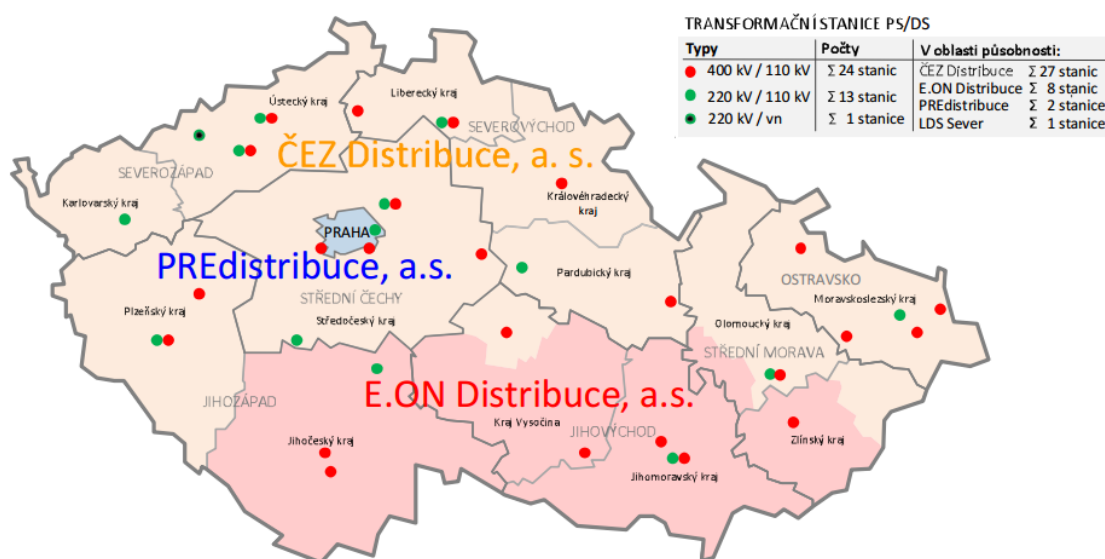 TRANSFORMAČNÍ STANICE PS/DS
Typy Počty V oblasti působnosti:
400 kV / 110 kV Σ 24 stanic ČEZ Distribuce Σ 27 stanic
220 kV / 110 kV Σ 13 stanic E.ON Distribuce Σ 8 stanic
220 kV / vn Σ 1 stanice PREdistribuce Σ 2 stanice
LDS Sever Σ 1 stanice
Liberecký kraj
Ústecký kraj
SEVEROVÝCHOD
ČEZ Distribuce, a. s.
SEVEROZÁPAD
Karlovarský kraj
Královéhradecký
kraj
PRAHA
PREdistribuce, a.s.
Pardubický kraj
OSTRAVSKO
STŘEDNÍ ČECHY
Moravskoslezský kraj
Plzeňský kraj
Středočeský kraj
Olomoucký kraj
STŘEDNÍ MORAVA
E.ON Distribuce, a.s.
JIHOZÁPAD
Kraj Vysočina
JIHOVÝCHOD
Jihočeský kraj
Zlínský kraj
Jihomoravský kraj